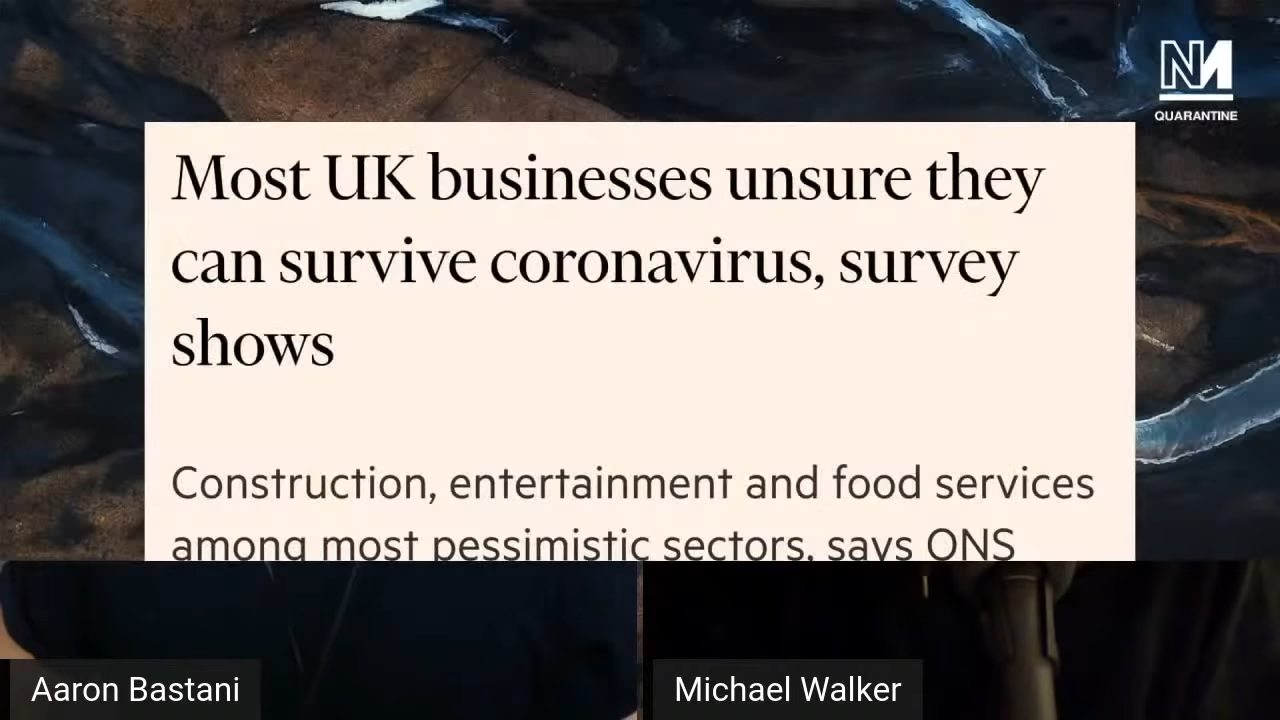 NM
QUARANTINE
Most UK businesses unsure they
can survive coronavirus, survey
shows
Construction, entertainment and food services
among most pessimistic sectors, says ONS
Aaron Bastani
Michael Walker